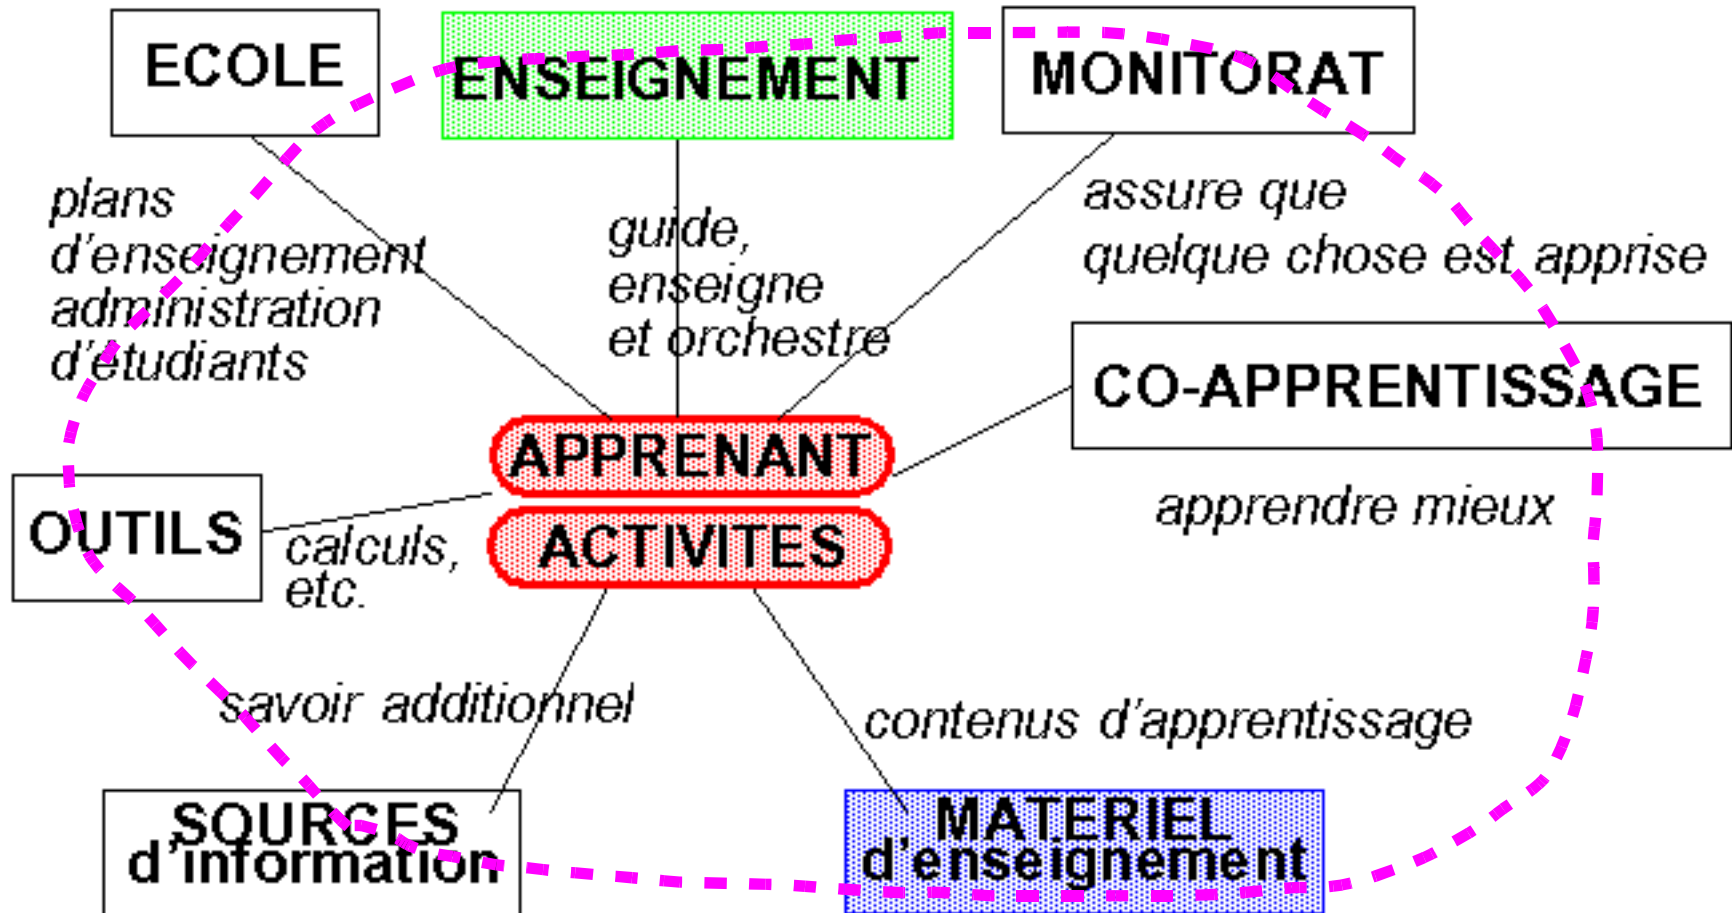 ECOLE
ENSEIGNEMENT
MONITORAT
plans
d'enseignement
administration
d'étudiants
guide,
enseigne
et orchestre
assure que
quelque chose est apprise
CO-APPRENTISSAGE
apprendre mieux
APPRENANT
ACTIVITES
OUTILS
calculs,
etc.
savoir additionnel
contenus d'apprentissage
SOURCES
d'information
MATERIEL
d'enseignement